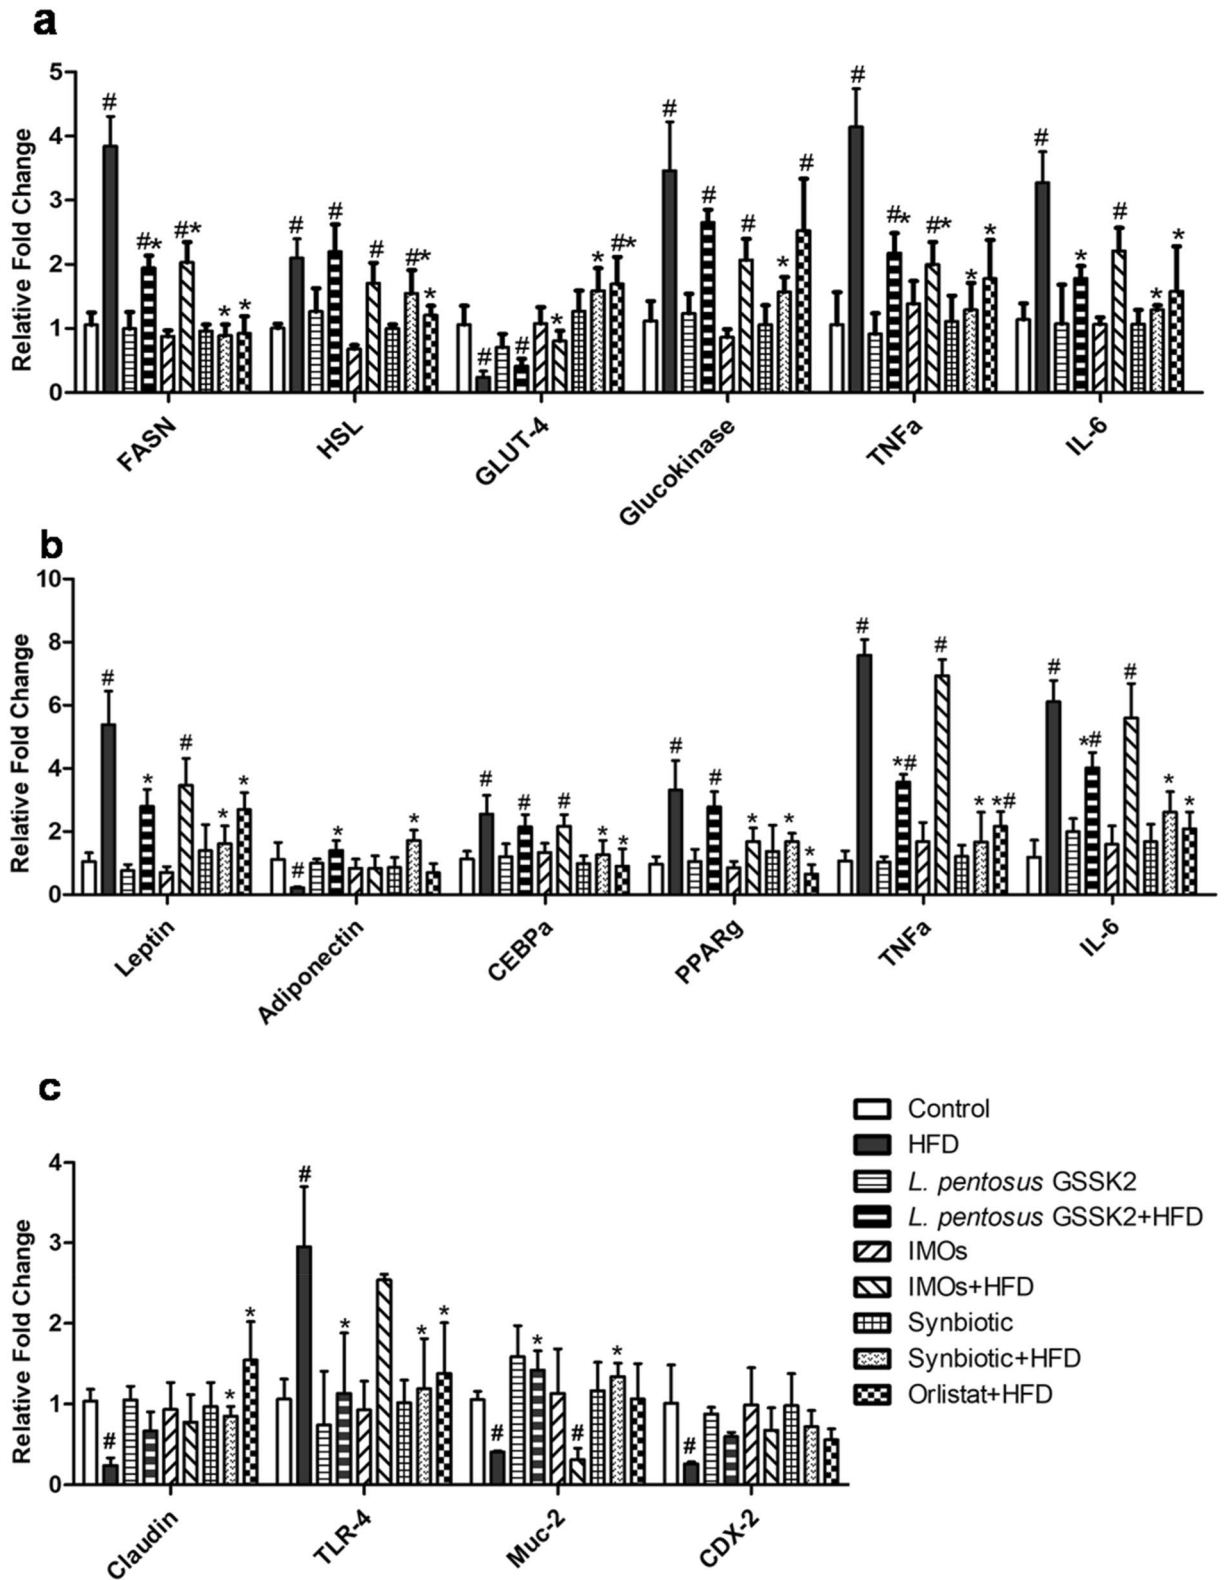 a
Relative Fold Change
5
4
3
2
1
0
# #* #* * *
# # # #* *
# # * * #*
# # # * #
# #* #* * *
# * # * *
FASN HSL GLUT-4 Glucokinase TNFa IL-6
b
Relative Fold Change
10
8
6
4
2
0
# * # * *
# * *
# # # * *
# # * * *
# *# # * *#
# *# # * *
Leptin Adiponectin CEBPa PPARg TNFa IL-6
c
Relative Fold Change
4
3
2
1
0
# * *
# * * *
# * # *
#
Claudin TLR-4 Muc-2 CDX-2
Control
HFD
L. pentosus GSSK2
L. pentosus GSSK2+HFD
IMOs
IMOs+HFD
Synbiotic
Synbiotic+HFD
Orlistat+HFD